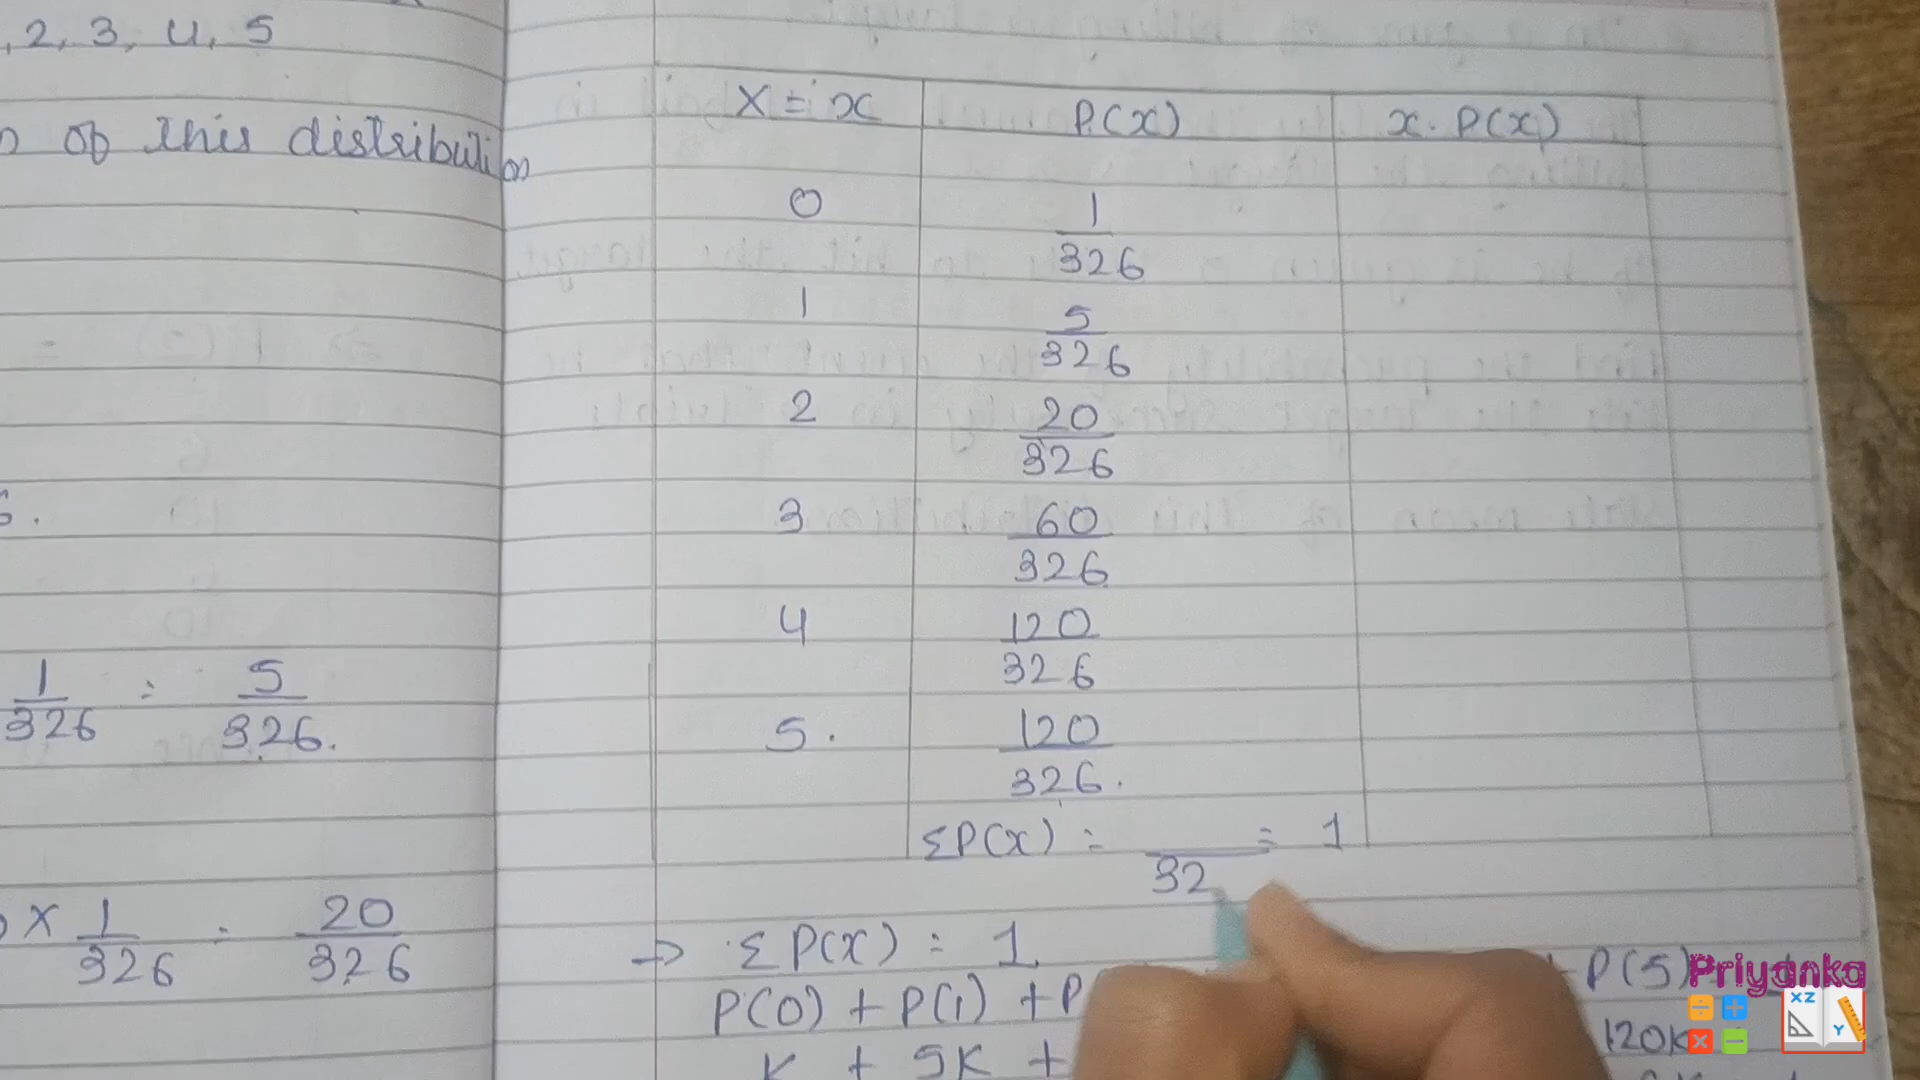 , 2, 3, 4, 5
of this distribution
1/326 = 5/326.
x 1/326 = 20/326
X = x P(x) x. P(x)
0 1/326
1 5/326
2 20/326
3 60/326
4 120/326
5. 120/326.
ΣP(x) = /32 = 1
→ ΣP(x) = 1
P(0) + P(1) + P + P(5)
K + 5K + 120K
Priyanka
XZ
Y